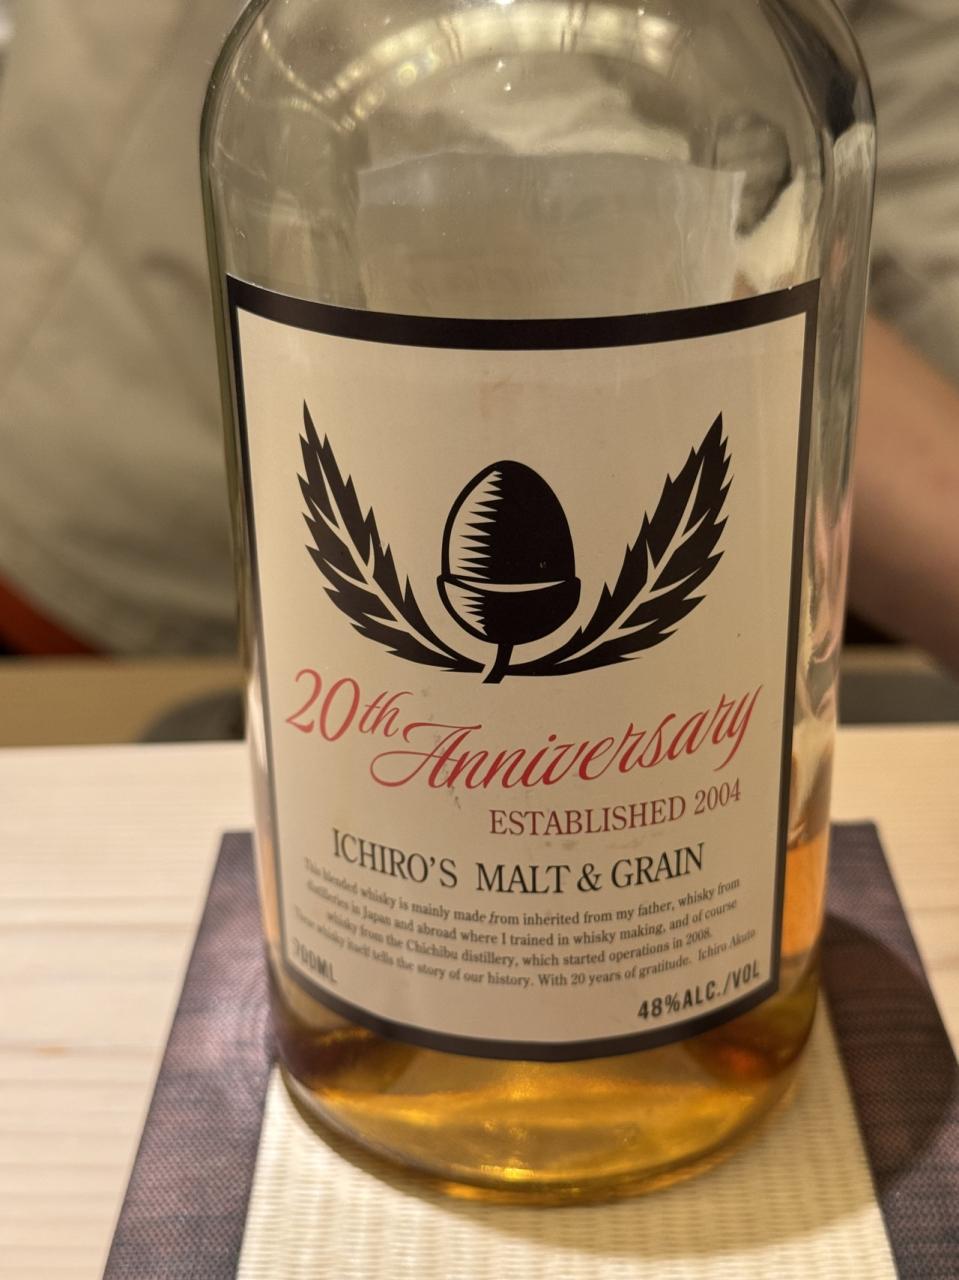 20th Anniversary
ESTABLISHED 2004
ICHIRO'S MALT & GRAIN
This blended whisky is mainly made from inherited from my father, whisky from
distilleries in Japan and abroad where I trained in whisky making, and of course
whisky from the Chichibu distillery, which started operations in 2008.
These whisky itself tells the story of our history. With 20 years of gratitude. Ichiro Akuto
700ML
48%ALC./VOL